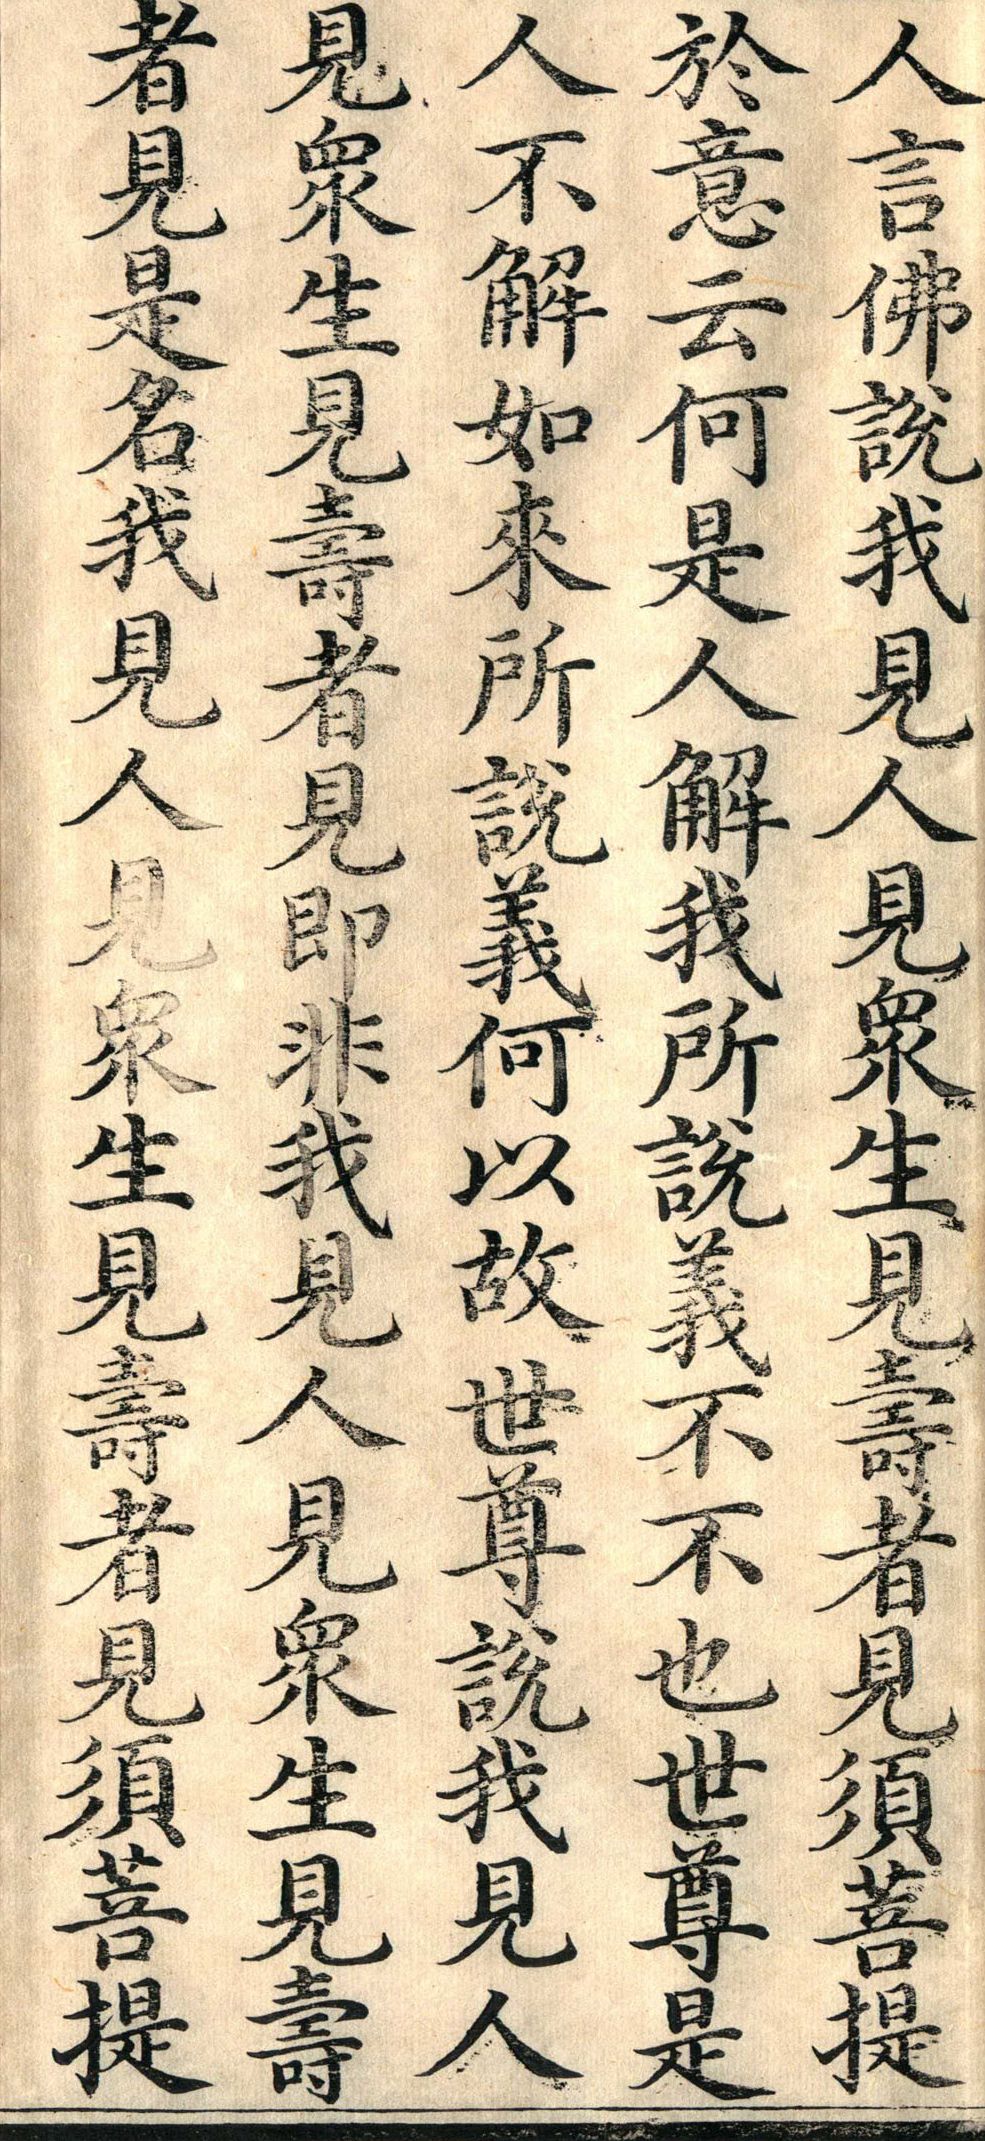 人言佛說我見人見衆生見壽者見須菩提
於意云何是人解我所說義不不也世尊是
人不解如來所說義何以故世尊說我見人
見衆生見壽者見即非我見人見衆生見壽
者見是名我見人見衆生見壽者見須菩提